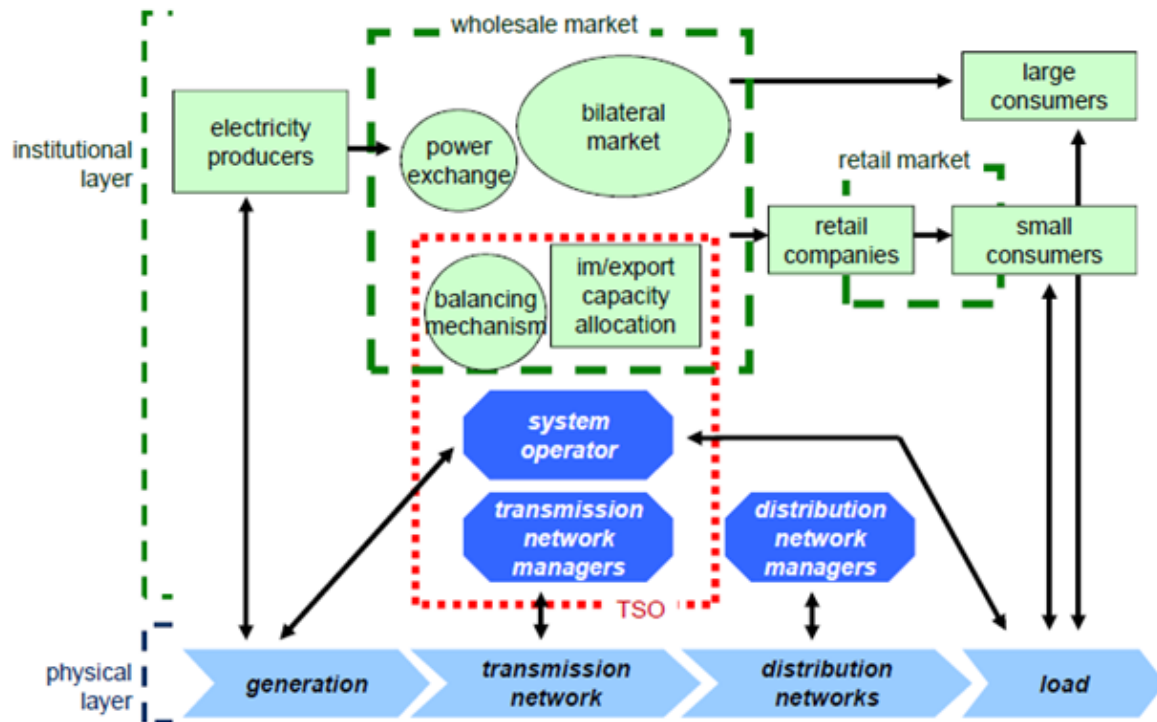 wholesale market
institutional
layer
electricity
producers
power
exchange
bilateral
market
large
consumers
retail market
retail
companies
small
consumers
balancing
mechanism
im/export
capacity
allocation
system
operator
transmission
network
managers
distribution
network
managers
TSO
physical
layer
generation
transmission
network
distribution
networks
load